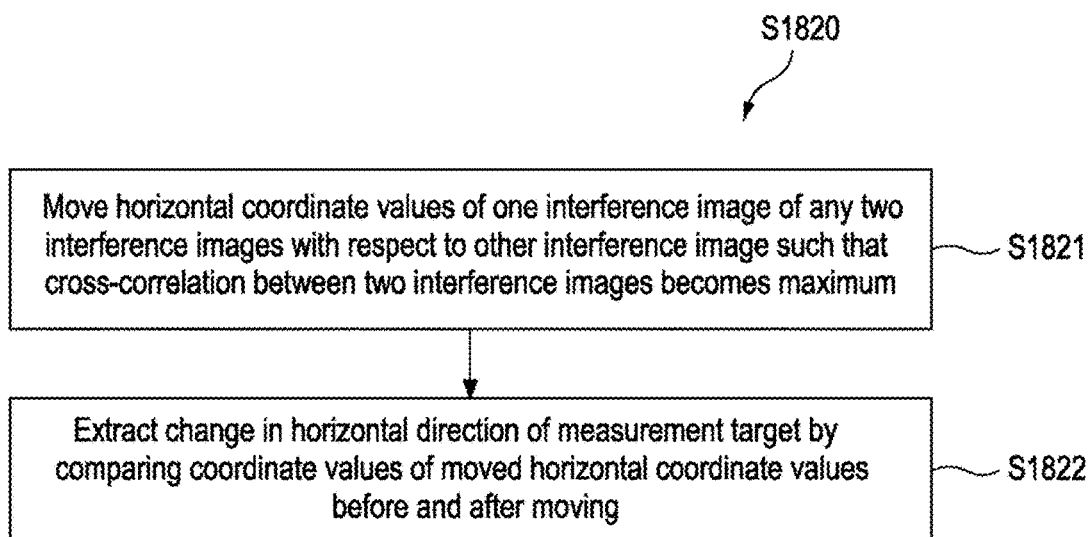 S1820
Move horizontal coordinate values of one interference image of any two
interference images with respect to other interference image such that
cross-correlation between two interference images becomes maximum
S1821
Extract change in horizontal direction of measurement target by
comparing coordinate values of moved horizontal coordinate values
before and after moving
S1822